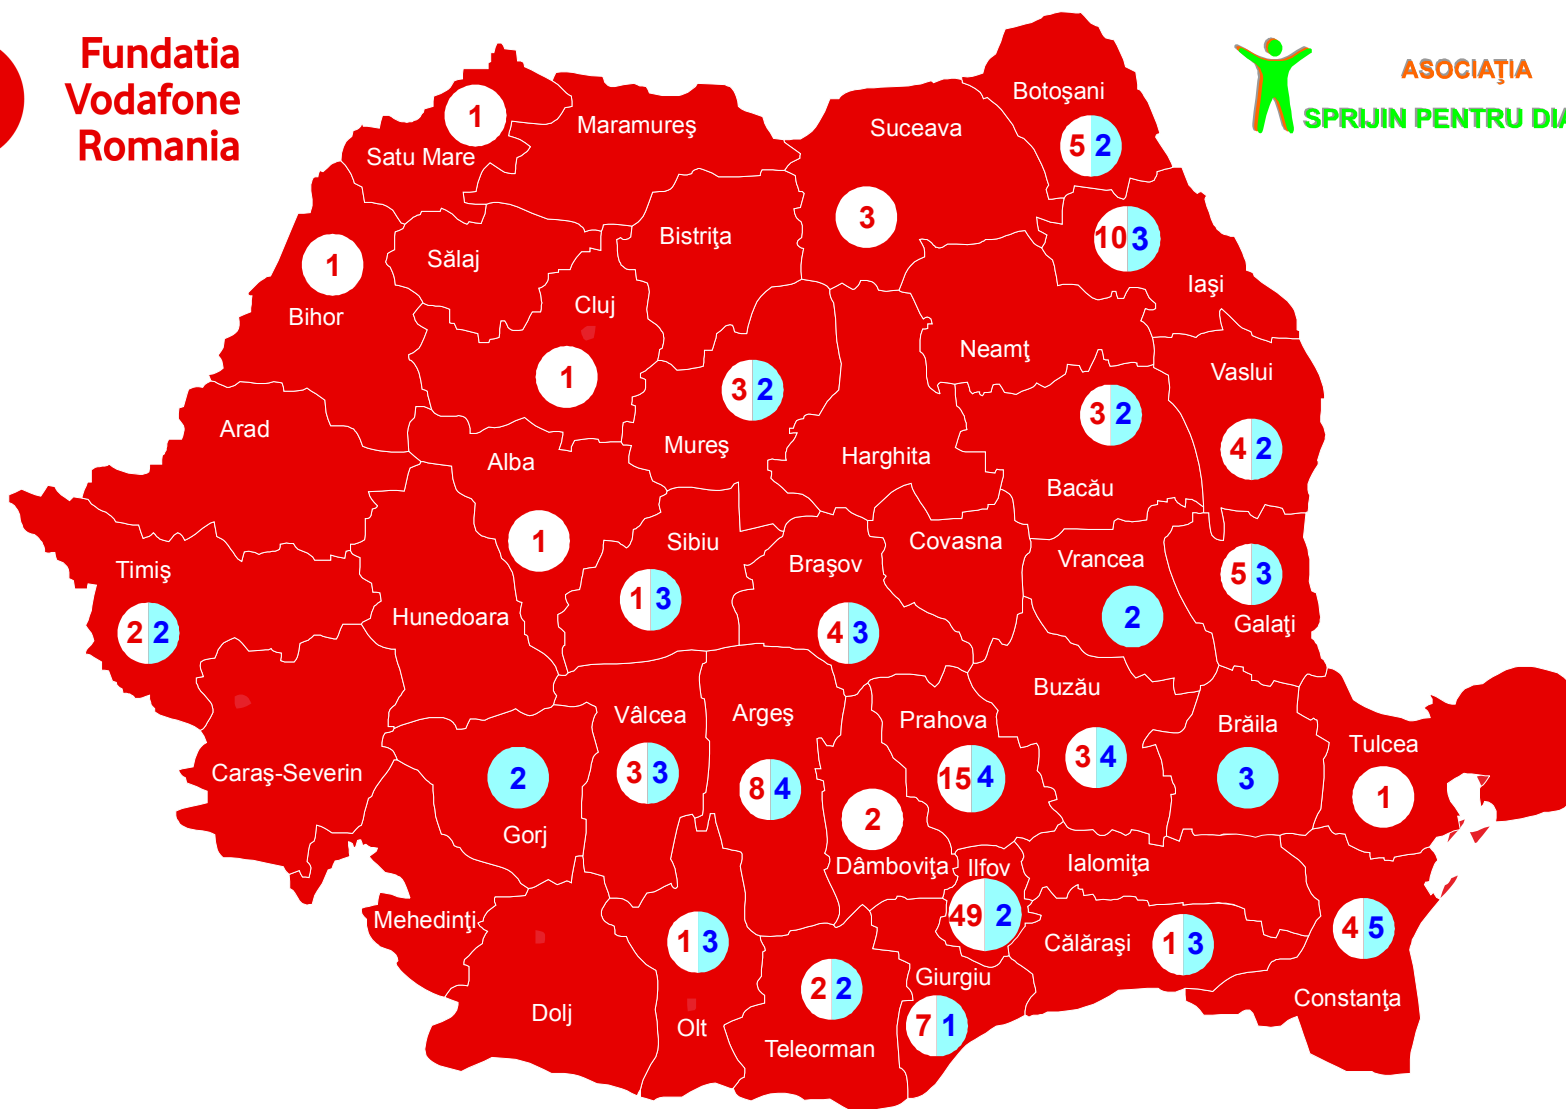 Fundatia
Vodafone
Romania
ASOCIAŢIA
SPRIJIN PENTRU DIA
Botoşani
5 2
Suceava
3
Maramureş
1
Satu Mare
10 3
Iaşi
Bistriţa
Sălaj
1
Bihor
Cluj
1
Neamţ
Vaslui
4 2
3 2
Mureş
3 2
Bacău
Harghita
Arad
Alba
1
Sibiu
1 3
Braşov
4 3
Covasna
Vrancea
2
5 3
Galaţi
Timiş
2 2
Hunedoara
Caraş-Severin
Vâlcea
3 3
Argeş
8 4
Prahova
15 4
Buzău
3 4
Brăila
3
Tulcea
1
2
Gorj
2
Dâmboviţa
Ilfov
49 2
Ialomiţa
Mehedinţi
1 3
Olt
Călăraşi
1 3
4 5
Constanţa
Dolj
2 2
Teleorman
Giurgiu
7 1